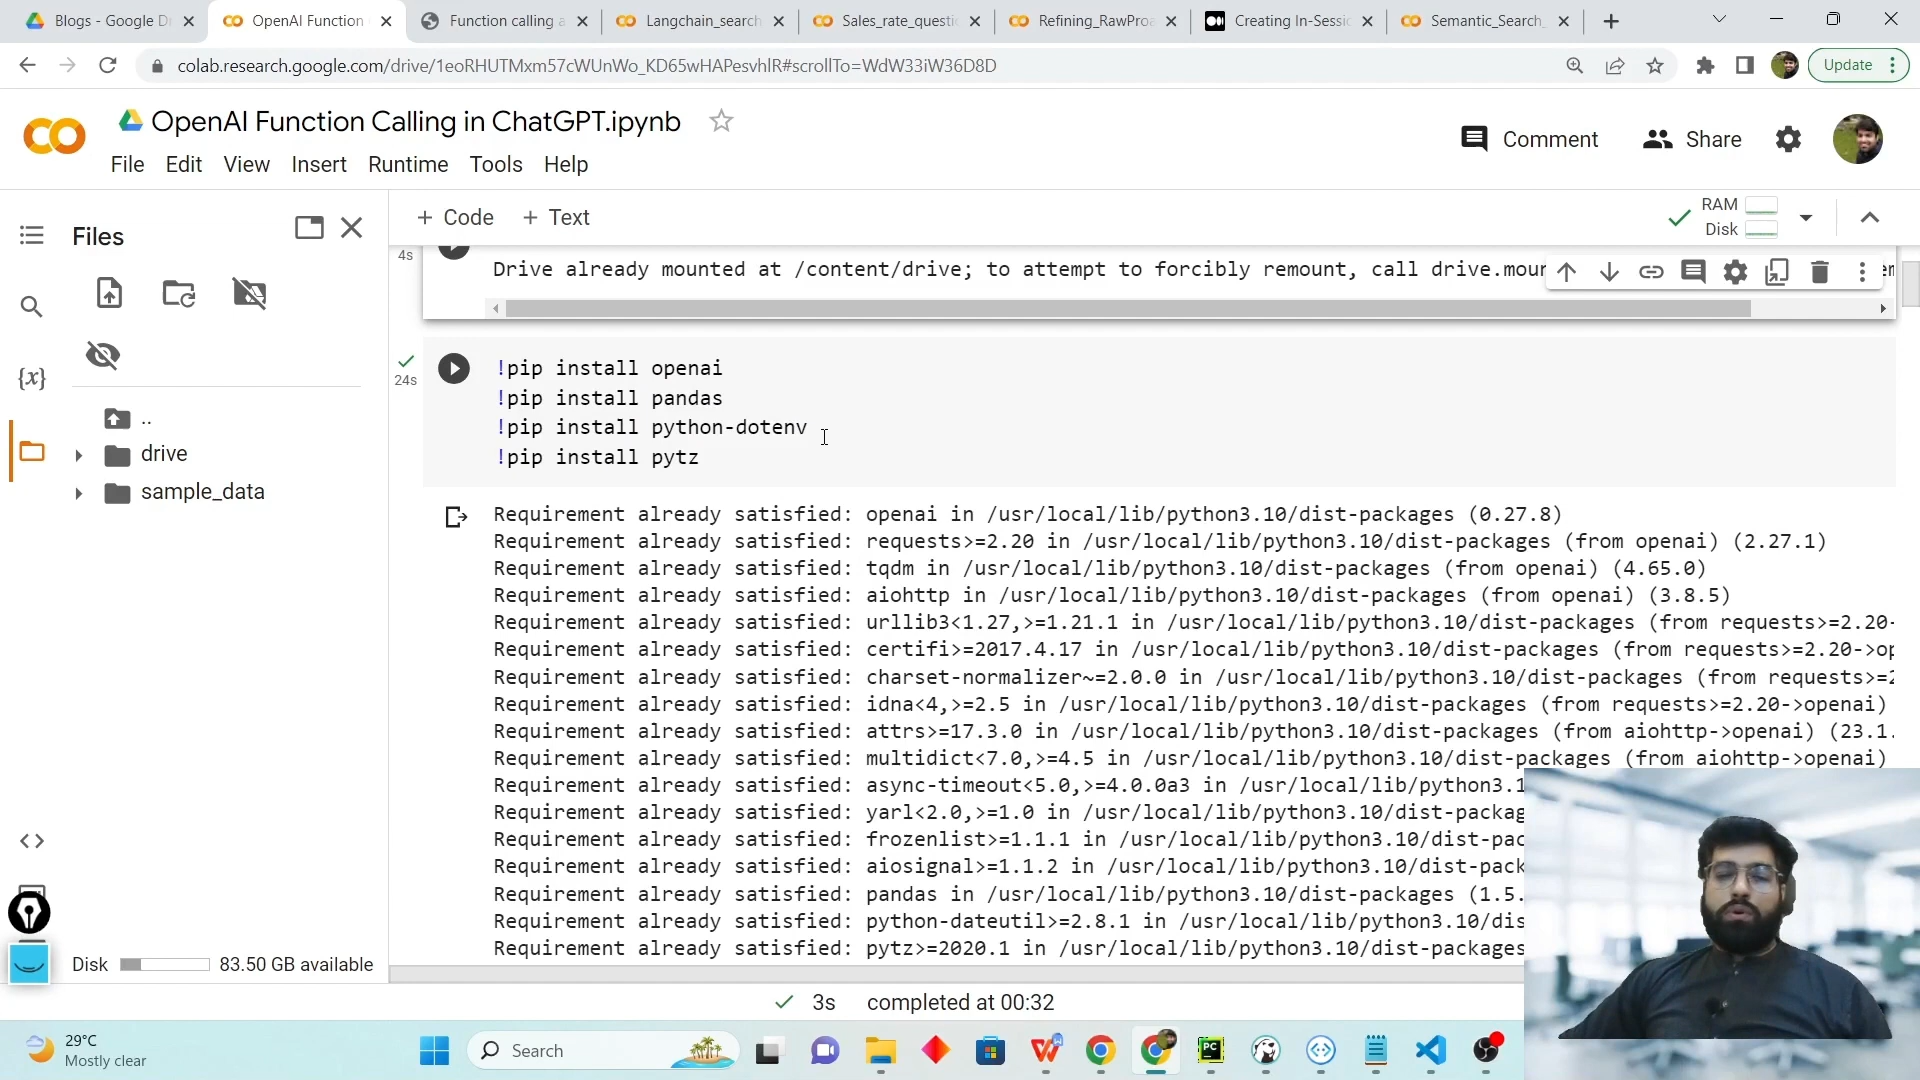 Blogs - Google D
OpenAI Function
Function calling a
Langchain_search
Sales_rate_questi
Refining_RawPro
Creating In-Sessi
Semantic_Search_
colab.research.google.com/drive/1eoRHUTMxm57cWUnWo_KD65wHAPesvhlR#scrollTo=WdW33iW36D8D
Update
OpenAI Function Calling in ChatGPT.ipynb
File Edit View Insert Runtime Tools Help
Comment
Share
Files
+ Code + Text
RAM
Disk
4s
Drive already mounted at /content/drive; to attempt to forcibly remount, call drive.mour
{x}
..
drive
sample_data
24s
!pip install openai
!pip install pandas
!pip install python-dotenv
!pip install pytz
Requirement already satisfied: openai in /usr/local/lib/python3.10/dist-packages (0.27.8)
Requirement already satisfied: requests>=2.20 in /usr/local/lib/python3.10/dist-packages (from openai) (2.27.1)
Requirement already satisfied: tqdm in /usr/local/lib/python3.10/dist-packages (from openai) (4.65.0)
Requirement already satisfied: aiohttp in /usr/local/lib/python3.10/dist-packages (from openai) (3.8.5)
Requirement already satisfied: urllib3<1.27,>=1.21.1 in /usr/local/lib/python3.10/dist-packages (from requests>=2.20-
Requirement already satisfied: certifi>=2017.4.17 in /usr/local/lib/python3.10/dist-packages (from requests>=2.20->op
Requirement already satisfied: charset-normalizer~=2.0.0 in /usr/local/lib/python3.10/dist-packages (from requests>=2
Requirement already satisfied: idna<4,>=2.5 in /usr/local/lib/python3.10/dist-packages (from requests>=2.20->openai)
Requirement already satisfied: attrs>=17.3.0 in /usr/local/lib/python3.10/dist-packages (from aiohttp->openai) (23.1.
Requirement already satisfied: multidict<7.0,>=4.5 in /usr/local/lib/python3.10/dist-packages (from aiohttp->openai)
Requirement already satisfied: async-timeout<5.0,>=4.0.0a3 in /usr/local/lib/python3.1
Requirement already satisfied: yarl<2.0,>=1.0 in /usr/local/lib/python3.10/dist-packag
Requirement already satisfied: frozenlist>=1.1.1 in /usr/local/lib/python3.10/dist-pac
Requirement already satisfied: aiosignal>=1.1.2 in /usr/local/lib/python3.10/dist-pack
Requirement already satisfied: pandas in /usr/local/lib/python3.10/dist-packages (1.5.
Requirement already satisfied: python-dateutil>=2.8.1 in /usr/local/lib/python3.10/dis
Requirement already satisfied: pytz>=2020.1 in /usr/local/lib/python3.10/dist-packages
Disk 83.50 GB available
3s completed at 00:32
29°C
Mostly clear
Search